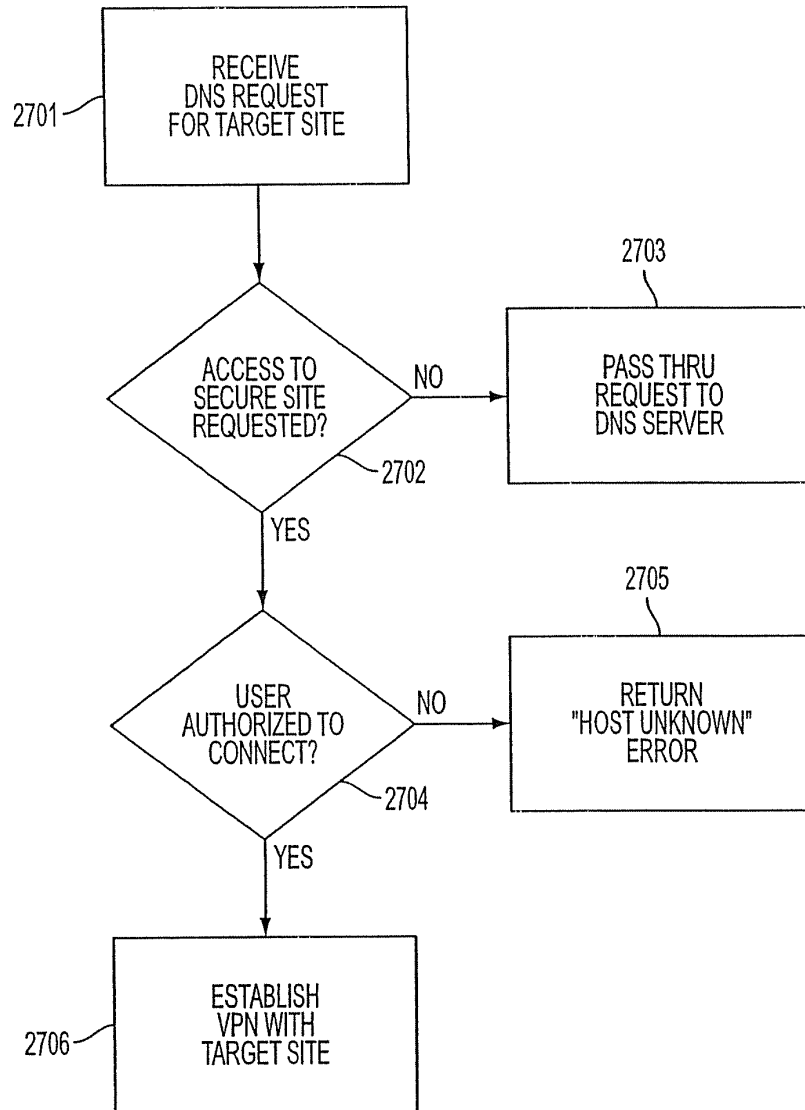 RECEIVE
DNS REQUEST
FOR TARGET SITE
2701
ACCESS TO
SECURE SITE
REQUESTED?
2702
NO
2703
PASS THRU
REQUEST TO
DNS SERVER
YES
USER
AUTHORIZED TO
CONNECT?
2704
NO
2705
RETURN
"HOST UNKNOWN"
ERROR
YES
ESTABLISH
VPN WITH
TARGET SITE
2706